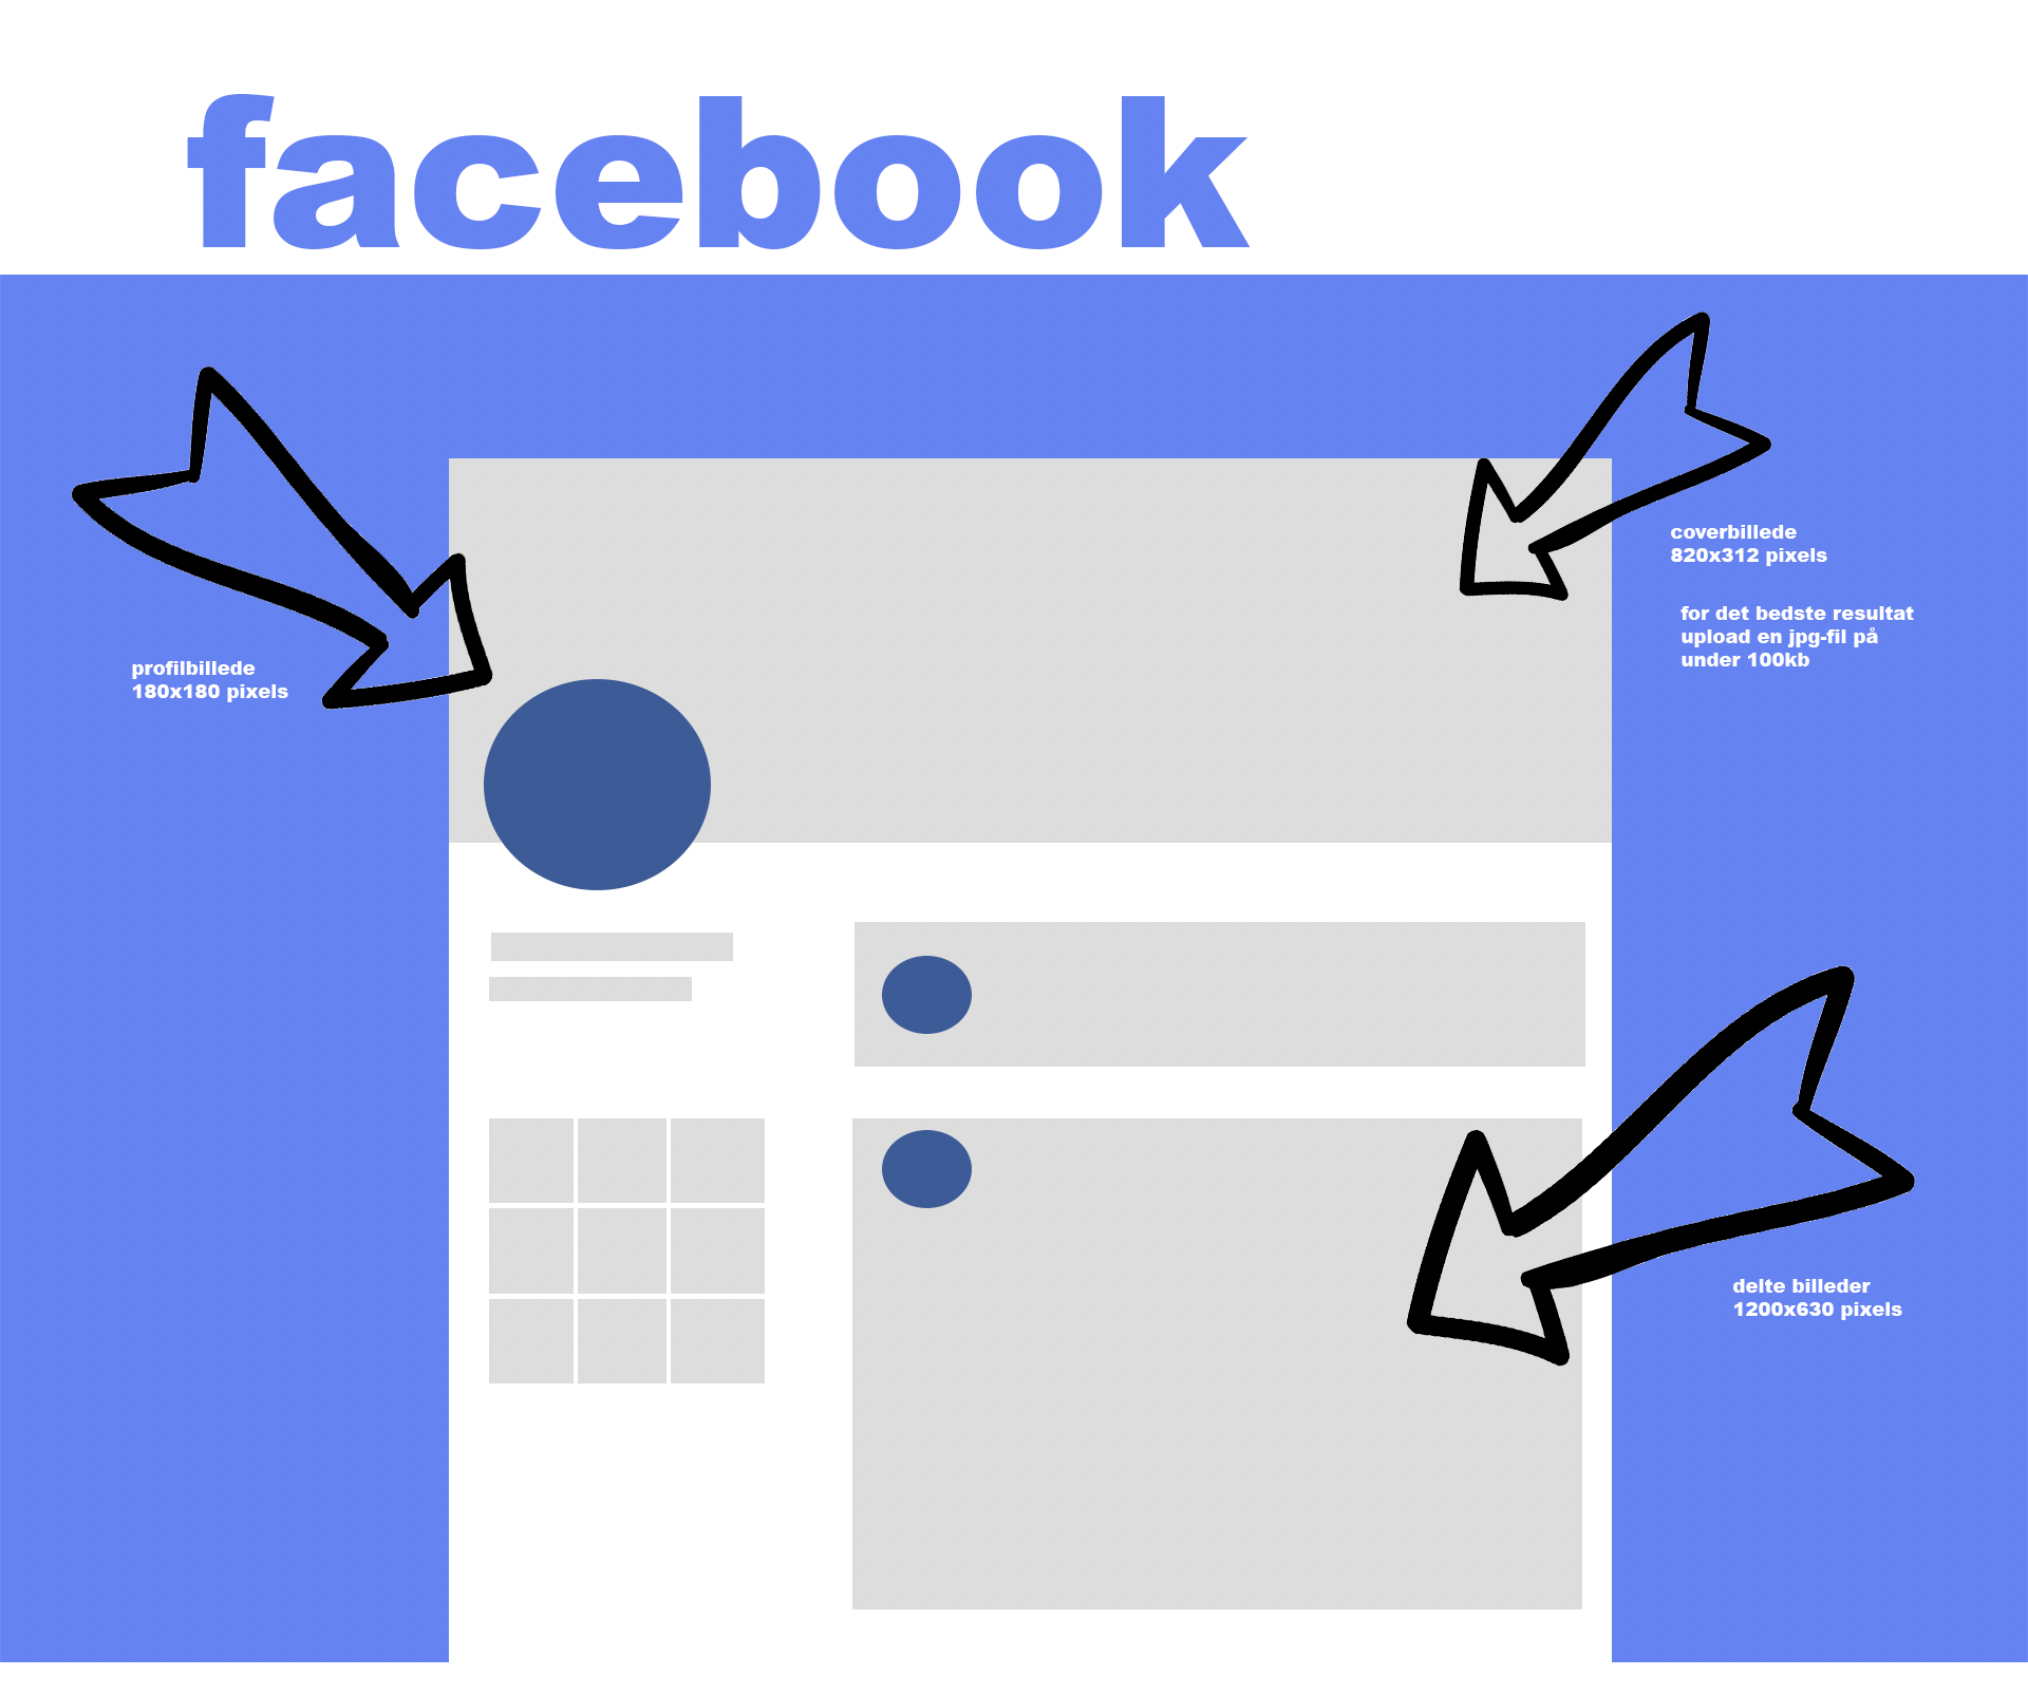 facebook
coverbillede
820x312 pixels
for det bedste resultat
upload en jpg-fil på
under 100kb
profilbillede
180x180 pixels
delte billeder
1200x630 pixels